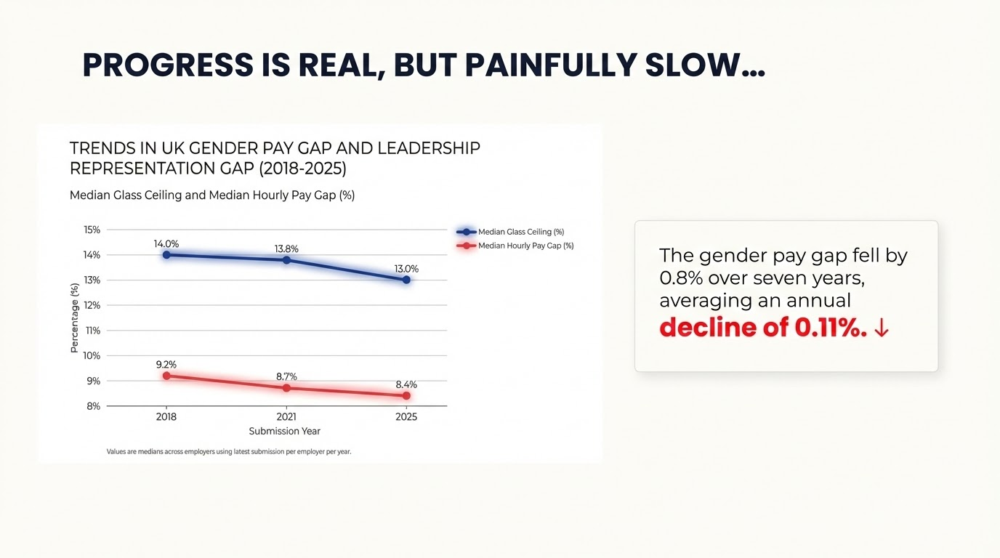 PROGRESS IS REAL, BUT PAINFULLY SLOW...
TRENDS IN UK GENDER PAY GAP AND LEADERSHIP
REPRESENTATION GAP (2018-2025)
Median Glass Ceiling and Median Hourly Pay Gap (%)
Percentage (%)
15%
14%
13%
12%
11%
10%
9%
8%
14.0%
13.8%
13.0%
9.2%
8.7%
8.4%
2018
2021
2025
Submission Year
Median Glass Ceiling (%)
Median Hourly Pay Gap (%)
Values are medians across employers using latest submission per employer per year.
The gender pay gap fell by
0.8% over seven years,
averaging an annual
decline of 0.11%. ↓